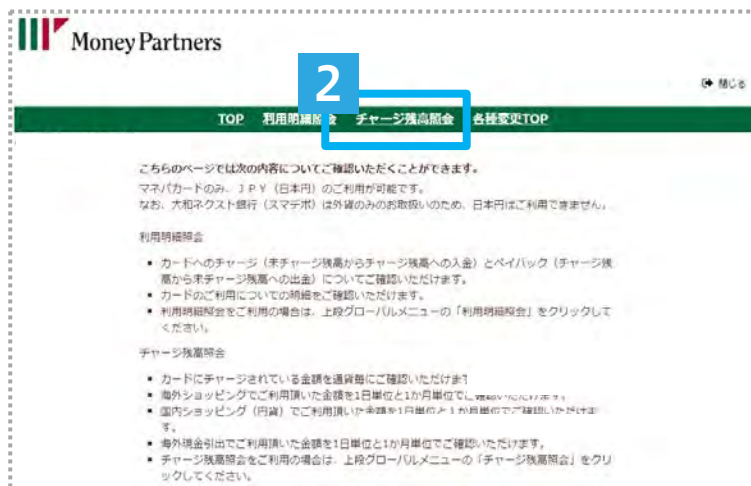 Money Partners
2
閉じる
TOP 利用明細照会 チャージ残高照会 各種変更TOP
こちらのページでは次の内容についてご確認いただくことができます。
マネパカードのみ、JPY（日本円）のご利用が可能です。
なお、大和ネクスト銀行（スマデポ）は外貨のみのお取扱いのため、日本円はご利用できません。
利用明細照会
▪ カードへのチャージ（未チャージ残高からチャージ残高への入金）とペイバック（チャージ残
高から未チャージ残高への出金）についてご確認いただけます。
▪ カードのご利用についての明細をご確認いただけます。
▪ 利用明細照会をご利用の場合は、上段グローバルメニューの「利用明細照会」をクリックして
ください。
チャージ残高照会
▪ カードにチャージされている金額を通貨毎にご確認いただけます
▪ 海外ショッピングでご利用頂いた金額を1日単位と1か月単位でご確認いただけます。
▪ 国内ショッピング（円貨）でご利用頂いた金額を1日単位と1か月単位でご確認いただけま
す。
▪ 海外現金引出でご利用頂いた金額を1日単位と1か月単位でご確認いただけます。
▪ チャージ残高照会をご利用の場合は、上段グローバルメニューの「チャージ残高照会」をクリ
ックしてください。